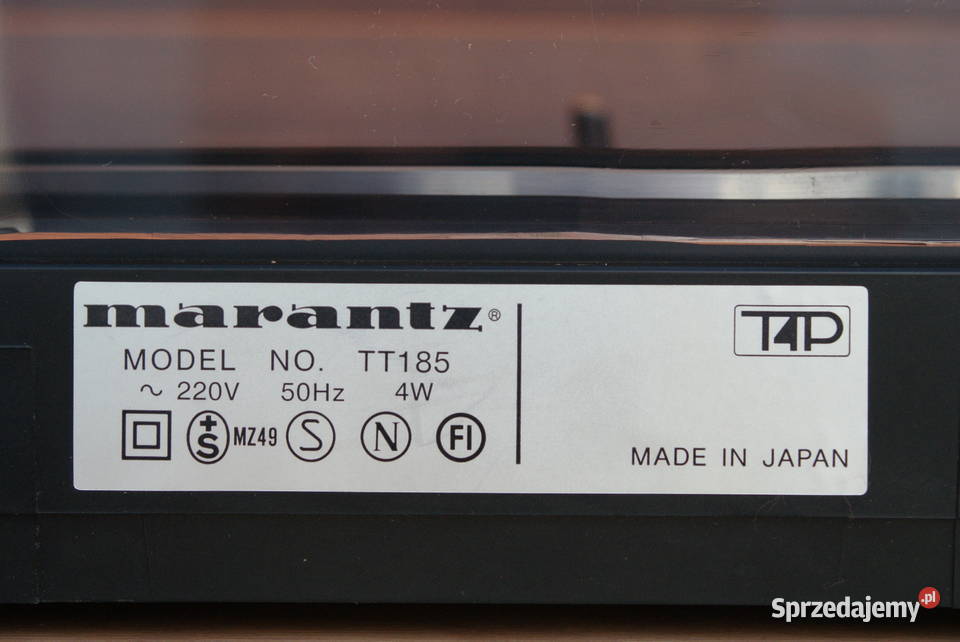 marantz®
MODEL NO. TT185
~ 220V 50Hz 4W
+S MZ49 S N FI
T4P
MADE IN JAPAN
Sprzedajemy.pl